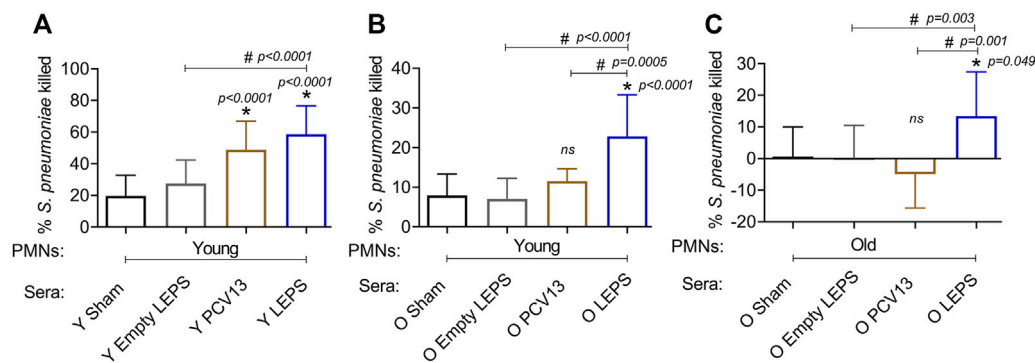 A
% S. pneumoniae killed
100
80
60
40
20
0
# p<0.0001
p<0.0001
*
p<0.0001
*
PMNs:
Young
Sera:
Y Sham
Y Empty LEPS
Y PCV13
Y LEPS
B
% S. pneumoniae killed
40
30
20
10
0
# p<0.0001
# p=0.0005
* p<0.0001
ns
PMNs:
Young
Sera:
O Sham
O Empty LEPS
O PCV13
O LEPS
C
% S. pneumoniae killed
30
20
10
0
-10
-20
# p=0.003
# p=0.001
* p=0.049
ns
PMNs:
Old
Sera:
O Sham
O Empty LEPS
O PCV13
O LEPS